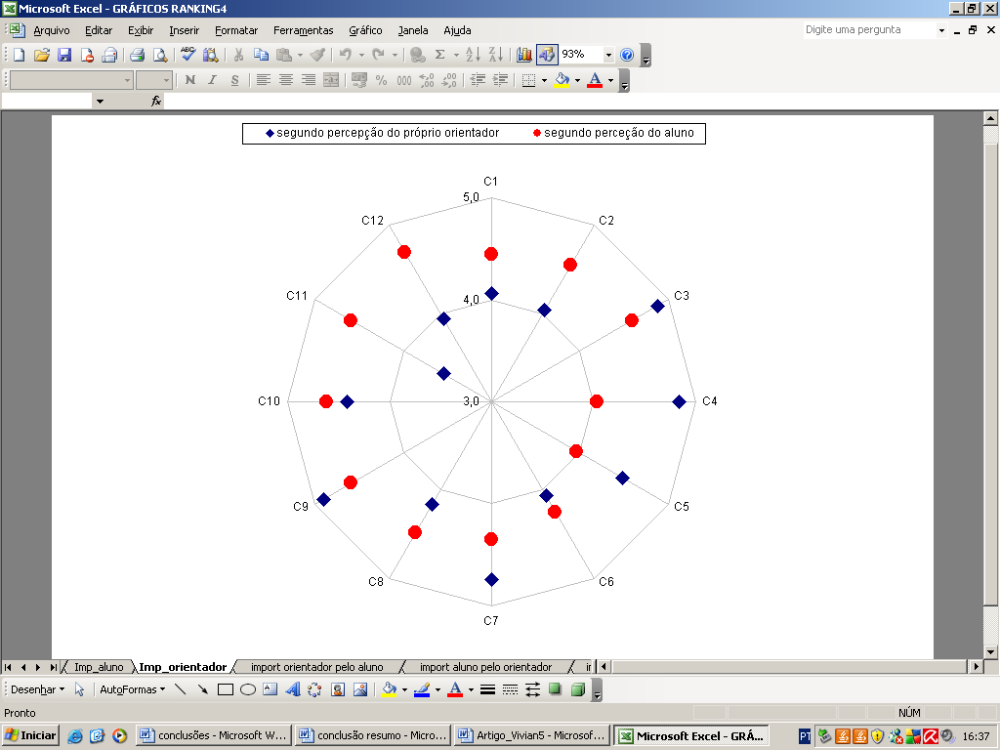 Microsoft Excel - GRÁFICOS RANKING4
Arquivo Editar Exibir Inserir Formatar Ferramentas Gráfico Janela Ajuda Digite uma pergunta
93%
N I S % 000
fx
segundo percepção do próprio orientador segundo perceção do aluno
C1
5,0
C12 C2
C11 C3
4,0
C10 3,0 C4
C9 C5
C8 C6
C7
Imp_aluno Imp_orientador import orientador pelo aluno import aluno pelo orientador
Desenhar AutoFormas
Pronto NÚM
Iniciar conclusões - Microsoft W... conclusão resumo - Micro... Artigo_Vivian5 - Microsof... Microsoft Excel - GRÁ... PT 16:37